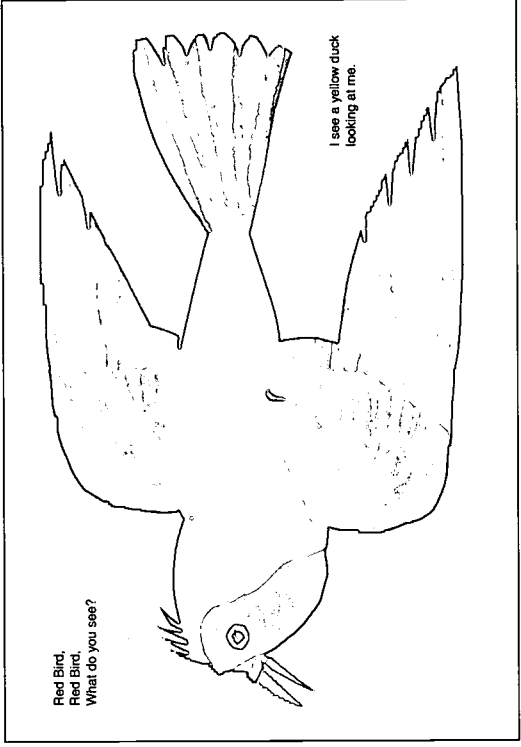 Red Bird,
Red Bird,
What do you see?
I see a yellow duck
looking at me.